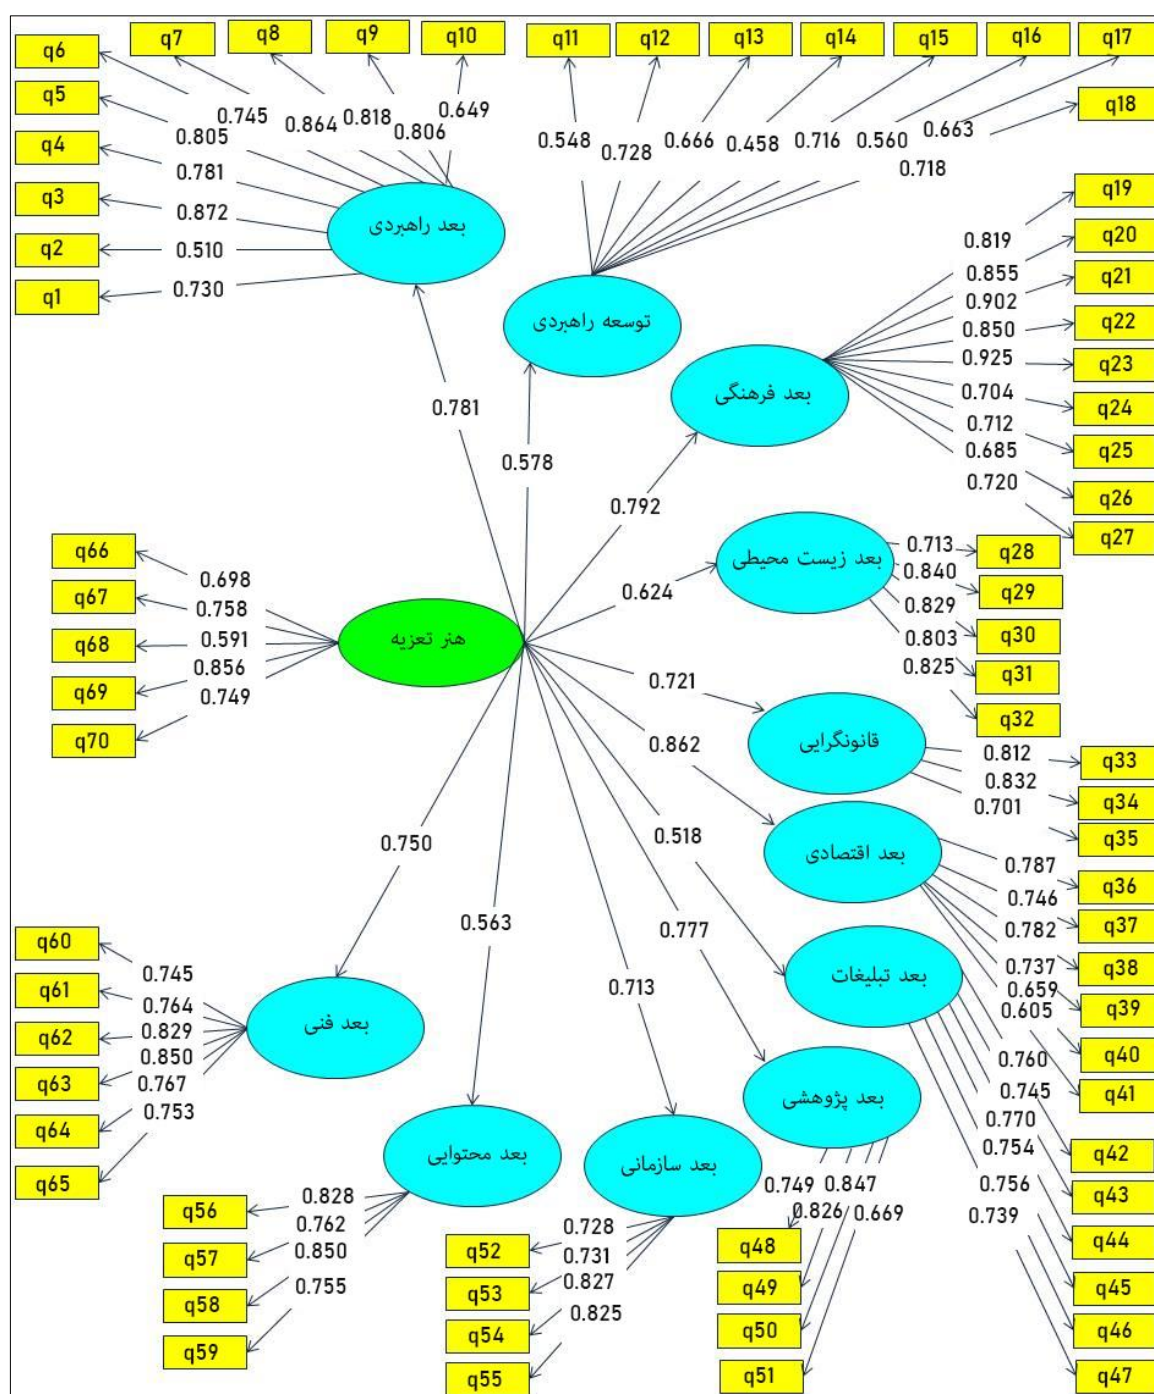 q7 q8 q9 q10 q11 q12 q13 q14 q15 q16 q17
q6
q5
q4
q3
q2
q1
0.745 0.864 0.818 0.806 0.649
0.805
0.781
0.872
0.510
0.730
بعد راهبردی
0.548 0.728 0.666 0.458 0.716 0.560 0.663
0.718
q18
توسعه راهبردی
q19
q20
q21
q22
q23
q24
q25
q26
q27
0.819
0.855
0.902
0.850
0.925
0.704
0.712
0.685
0.720
بعد فرهنگی
0.781
0.578
0.792
0.624
0.721
0.862
0.518
0.777
0.713
0.563
0.750
هنر تعزیه
q66
q67
q68
q69
q70
0.698
0.758
0.591
0.856
0.749
بعد زیست محیطی
0.713
0.840
0.829
0.803
0.825
q28
q29
q30
q31
q32
قانونگرایی
0.812
0.832
0.701
q33
q34
q35
بعد اقتصادی
0.787
0.746
0.782
0.737
0.659
0.605
q36
q37
q38
q39
q40
q41
بعد تبلیغات
0.760
0.745
0.770
0.754
0.756
0.739
q42
q43
q44
q45
q46
q47
بعد پژوهشی
0.749 0.847
0.826 0.669
q48
q49
q50
q51
بعد سازمانی
0.728
0.731
0.827
0.825
q52
q53
q54
q55
بعد محتوایی
0.828
0.762
0.850
0.755
q56
q57
q58
q59
بعد فنی
0.745
0.764
0.829
0.850
0.767
0.753
q60
q61
q62
q63
q64
q65